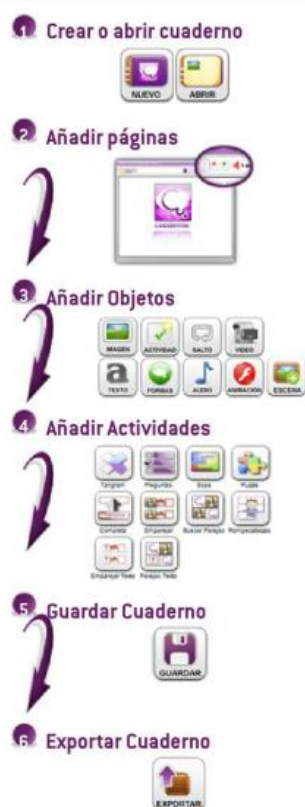 1 Crear o abrir cuaderno
NUEVO ABRIR
2 Añadir páginas
3 Añadir Objetos
IMAGEN ACTIVIDAD SALTO VIDEO
TEXTO FORMAS AUDIO ANIMACIÓN ESCENA
4 Añadir Actividades
Tangram Preguntas Sopa Puzzle
Completa Emparejar Buscar Parejas Rompecabezas
Emparejar Texto Parejas Texto
5 Guardar Cuaderno
GUARDAR
6 Exportar Cuaderno
EXPORTAR